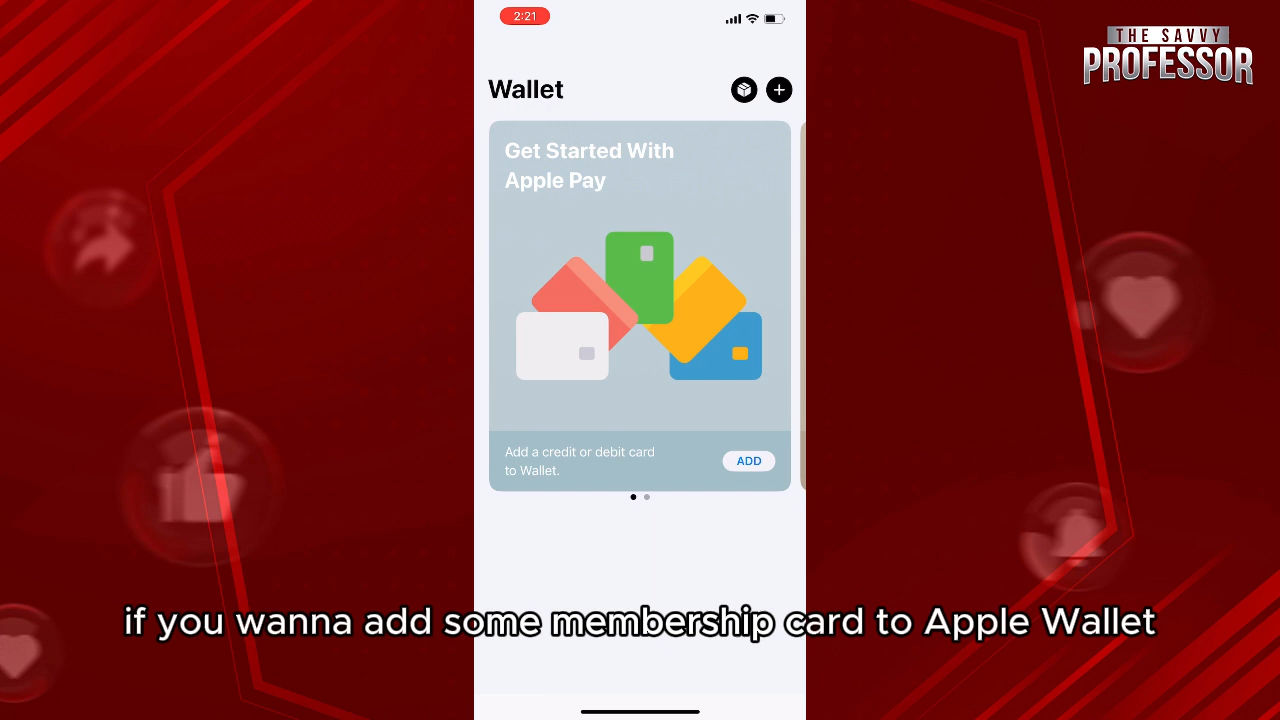 2:21
THE SAVVY
PROFESSOR
Wallet
Get Started With
Apple Pay
Add a credit or debit card
to Wallet.
ADD
if you wanna add some membership card to Apple Wallet